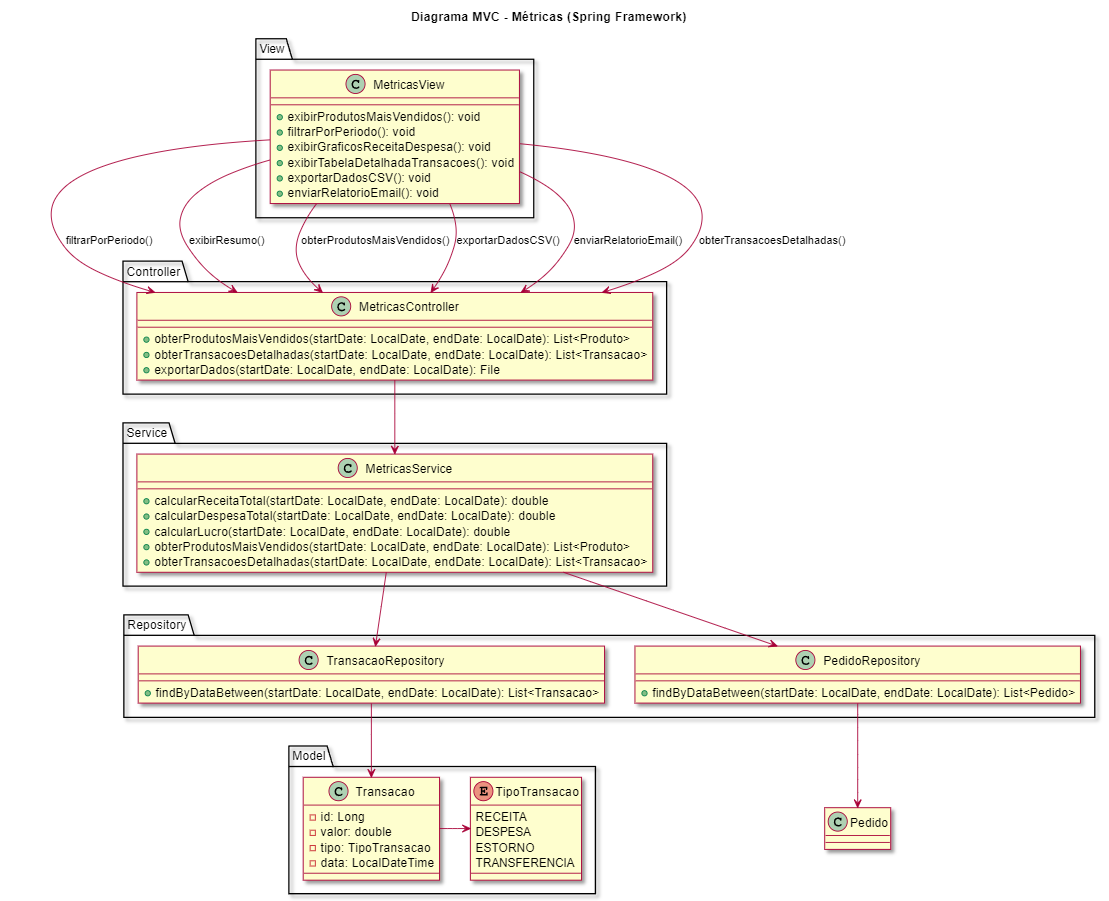 Diagrama MVC - Métricas (Spring Framework)
View
C MetricasView
exibirProdutosMaisVendidos(): void
filtrarPorPeriodo(): void
exibirGraficosReceitaDespesa(): void
exibirTabelaDetalhadaTransacoes(): void
exportarDadosCSV(): void
enviarRelatorioEmail(): void
filtrarPorPeriodo() exibirResumo() obterProdutosMaisVendidos() exportarDadosCSV() enviarRelatorioEmail() obterTransacoesDetalhadas()
Controller
C MetricasController
obterProdutosMaisVendidos(startDate: LocalDate, endDate: LocalDate): List<Produto>
obterTransacoesDetalhadas(startDate: LocalDate, endDate: LocalDate): List<Transacao>
exportarDados(startDate: LocalDate, endDate: LocalDate): File
Service
C MetricasService
calcularReceitaTotal(startDate: LocalDate, endDate: LocalDate): double
calcularDespesaTotal(startDate: LocalDate, endDate: LocalDate): double
calcularLucro(startDate: LocalDate, endDate: LocalDate): double
obterProdutosMaisVendidos(startDate: LocalDate, endDate: LocalDate): List<Produto>
obterTransacoesDetalhadas(startDate: LocalDate, endDate: LocalDate): List<Transacao>
Repository
C TransacaoRepository
findByDataBetween(startDate: LocalDate, endDate: LocalDate): List<Transacao>
C PedidoRepository
findByDataBetween(startDate: LocalDate, endDate: LocalDate): List<Pedido>
Model
C Transacao
id: Long
valor: double
tipo: TipoTransacao
data: LocalDateTime
E TipoTransacao
RECEITA
DESPESA
ESTORNO
TRANSFERENCIA
C Pedido